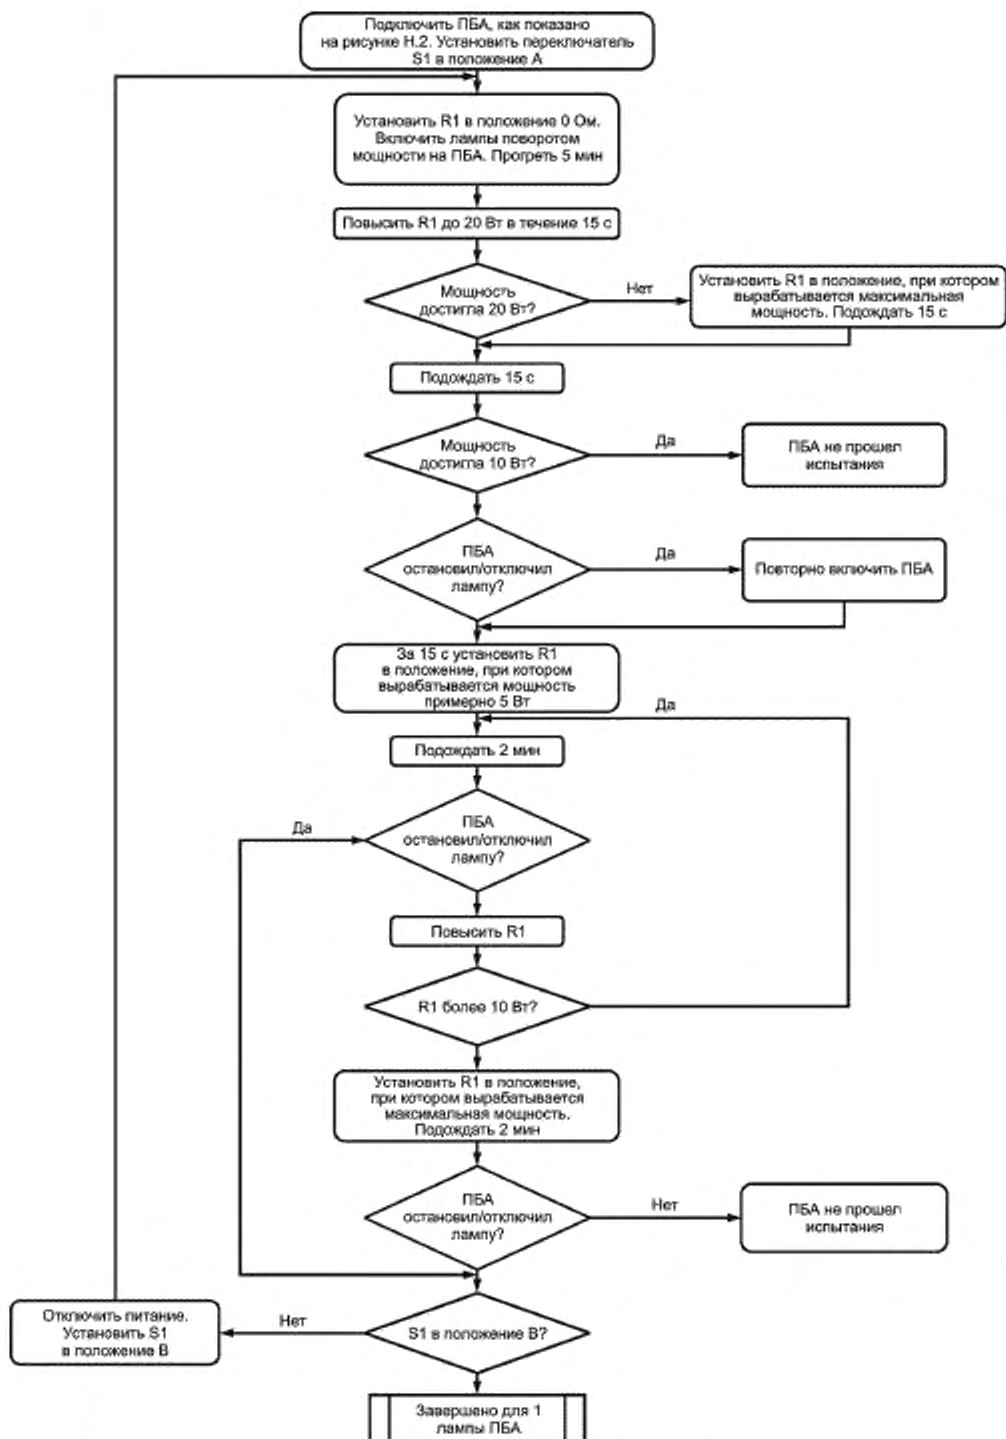 Подключить ПБА, как показано
на рисунке Н.2. Установить переключатель
S1 в положение А
Установить R1 в положение 0 Ом.
Включить лампы поворотом
мощности на ПБА. Прогреть 5 мин
Повысить R1 до 20 Вт в течение 15 с
Мощность
достигла 20 Вт?
Нет
Установить R1 в положение, при котором
вырабатывается максимальная
мощность. Подождать 15 с
Подождать 15 с
Мощность
достигла 10 Вт?
Да
ПБА не прошел
испытания
ПБА
остановил/отключил
лампу?
Да
Повторно включить ПБА
За 15 с установить R1
в положение, при котором
вырабатывается мощность
примерно 5 Вт
Да
Подождать 2 мин
ПБА
остановил/отключил
лампу?
Да
Повысить R1
R1 более 10 Вт?
Установить R1 в положение,
при котором вырабатывается
максимальная мощность.
Подождать 2 мин
ПБА
остановил/отключил
лампу?
Нет
ПБА не прошел
испытания
Отключить питание.
Установить S1
в положение В
Нет
S1 в положение В?
Завершено для 1
лампы ПБА